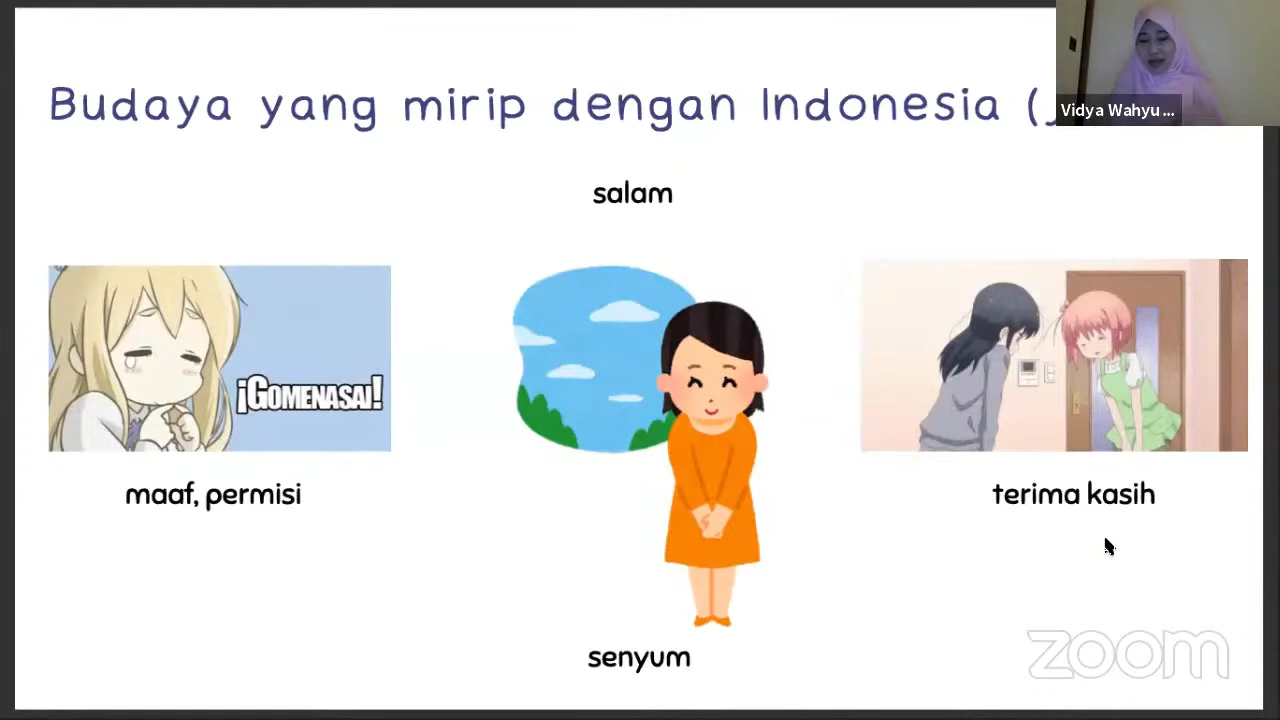 Budaya yang mirip dengan Indonesia (
Vidya Wahyu ...
salam
¡GOMENASAI!
maaf, permisi
terima kasih
senyum
zoom